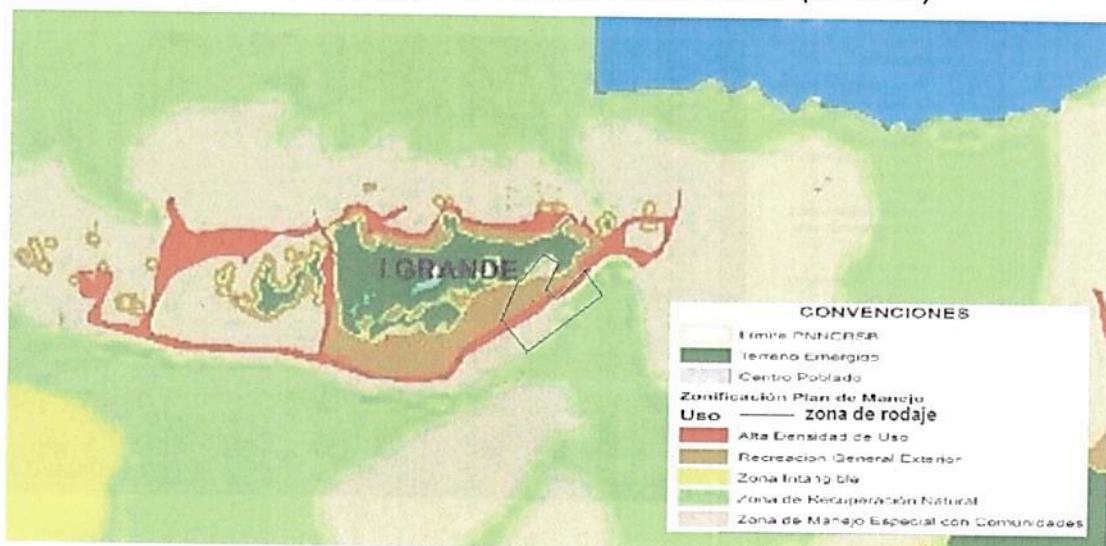 I GRANDE
CONVENCIONES
Limite PNNCRSB
Terreno Emergido
Centro Poblado
Zonificación Plan de Manejo
Uso zona de rodaje
Alta Densidad de Uso
Recreacion General Exterior
Zona Intangible
Zona de Recuperación Natural
Zona de Manejo Especial con Comunidades